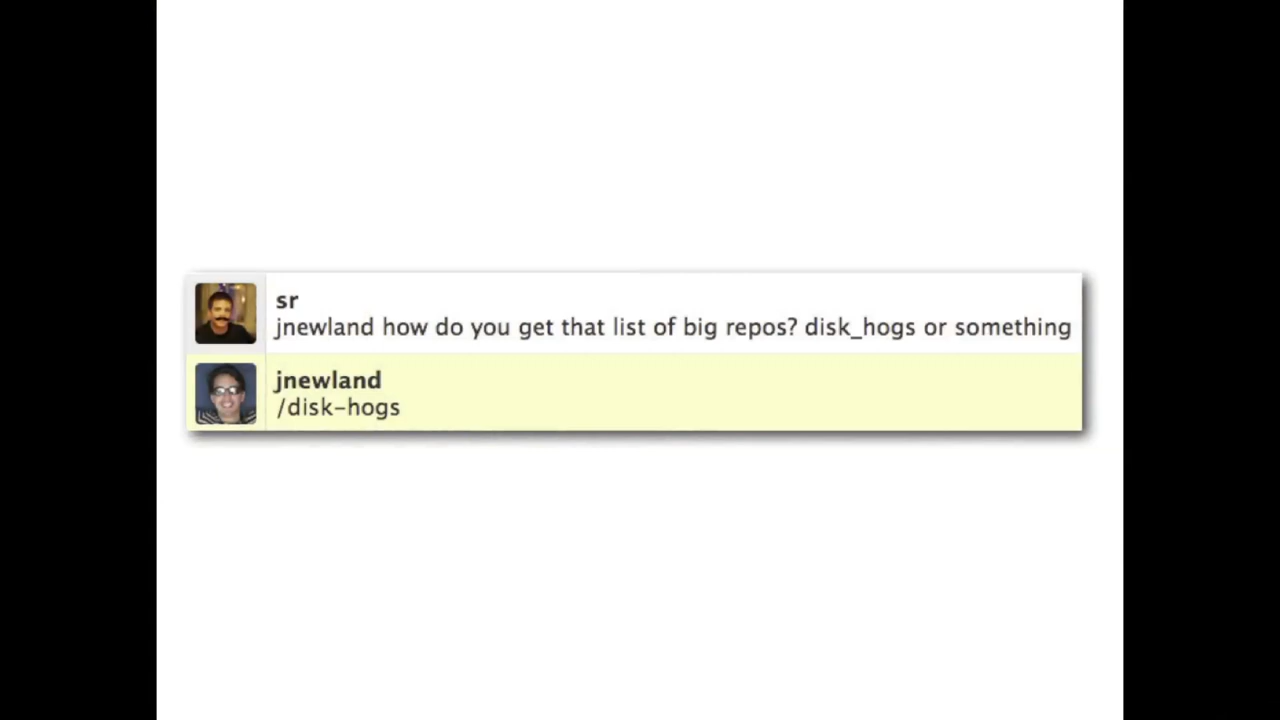 sr
jnewland how do you get that list of big repos? disk_hogs or something
jnewland
/disk-hogs